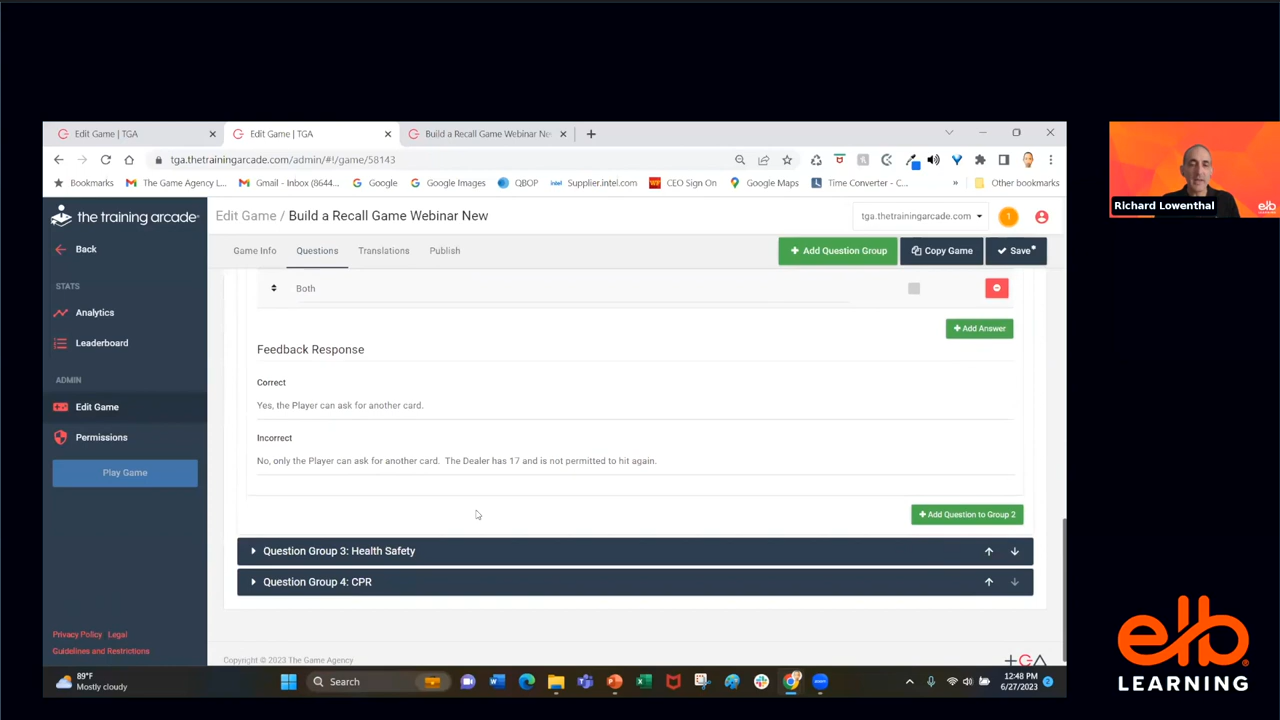 Edit Game | TGA
Edit Game | TGA
Build a Recall Game Webinar Ne
tga.thetrainingarcade.com/admin/#!/game/58143
Bookmarks
The Game Agency L...
Gmail - Inbox (8644...
Google
Google Images
QBOP
Supplier.intel.com
CEO Sign On
Google Maps
Time Converter - C...
»
Other bookmarks
the training arcade
Edit Game / Build a Recall Game Webinar New
tga.thetrainingarcade.com
1
Back
Game Info
Questions
Translations
Publish
+ Add Question Group
Copy Game
Save*
STATS
Analytics
Leaderboard
ADMIN
Edit Game
Permissions
Play Game
Both
+ Add Answer
Feedback Response
Correct
Yes, the Player can ask for another card.
Incorrect
No, only the Player can ask for another card. The Dealer has 17 and is not permitted to hit again.
+ Add Question to Group 2
Question Group 3: Health Safety
Question Group 4: CPR
Privacy Policy Legal
Guidelines and Restrictions
Copyright © 2023 The Game Agency
+GA
89°F
Mostly cloudy
Search
12:48 PM
6/27/2023
2
Richard Lowenthal
elb
elb
LEARNING